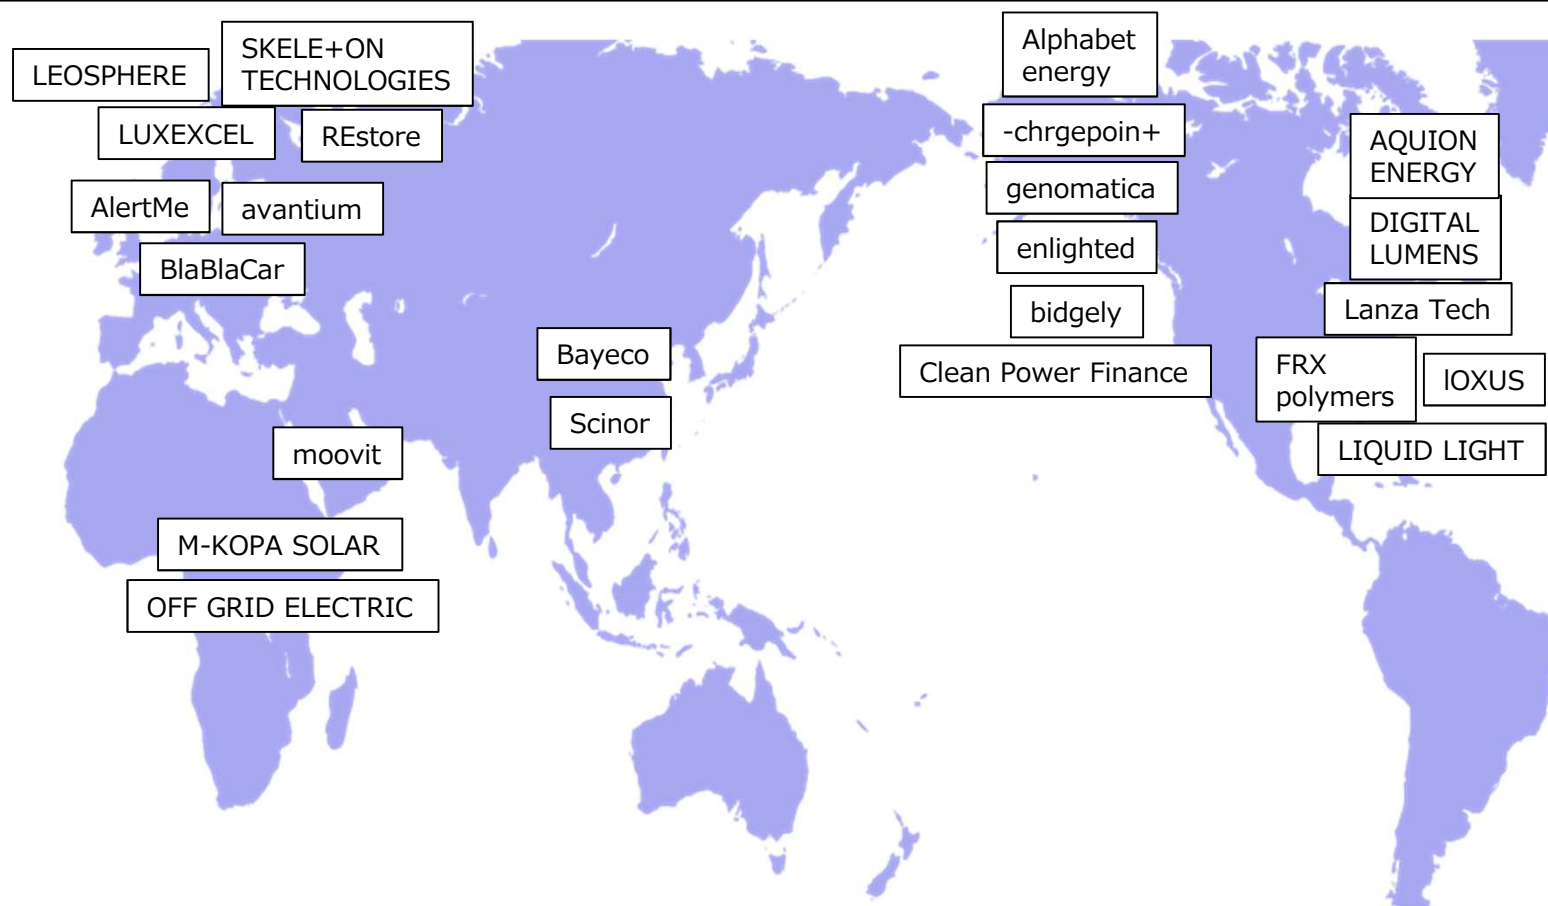 LEOSPHERE
SKELE+ON
TECHNOLOGIES
LUXEXCEL
REstore
AlertMe
avantium
BlaBlaCar
Bayeco
Scinor
moovit
M-KOPA SOLAR
OFF GRID ELECTRIC
Alphabet
energy
-chrgepoin+
genomatica
enlighted
bidgely
Clean Power Finance
AQUION
ENERGY
DIGITAL
LUMENS
Lanza Tech
FRX
polymers
lOXUS
LIQUID LIGHT